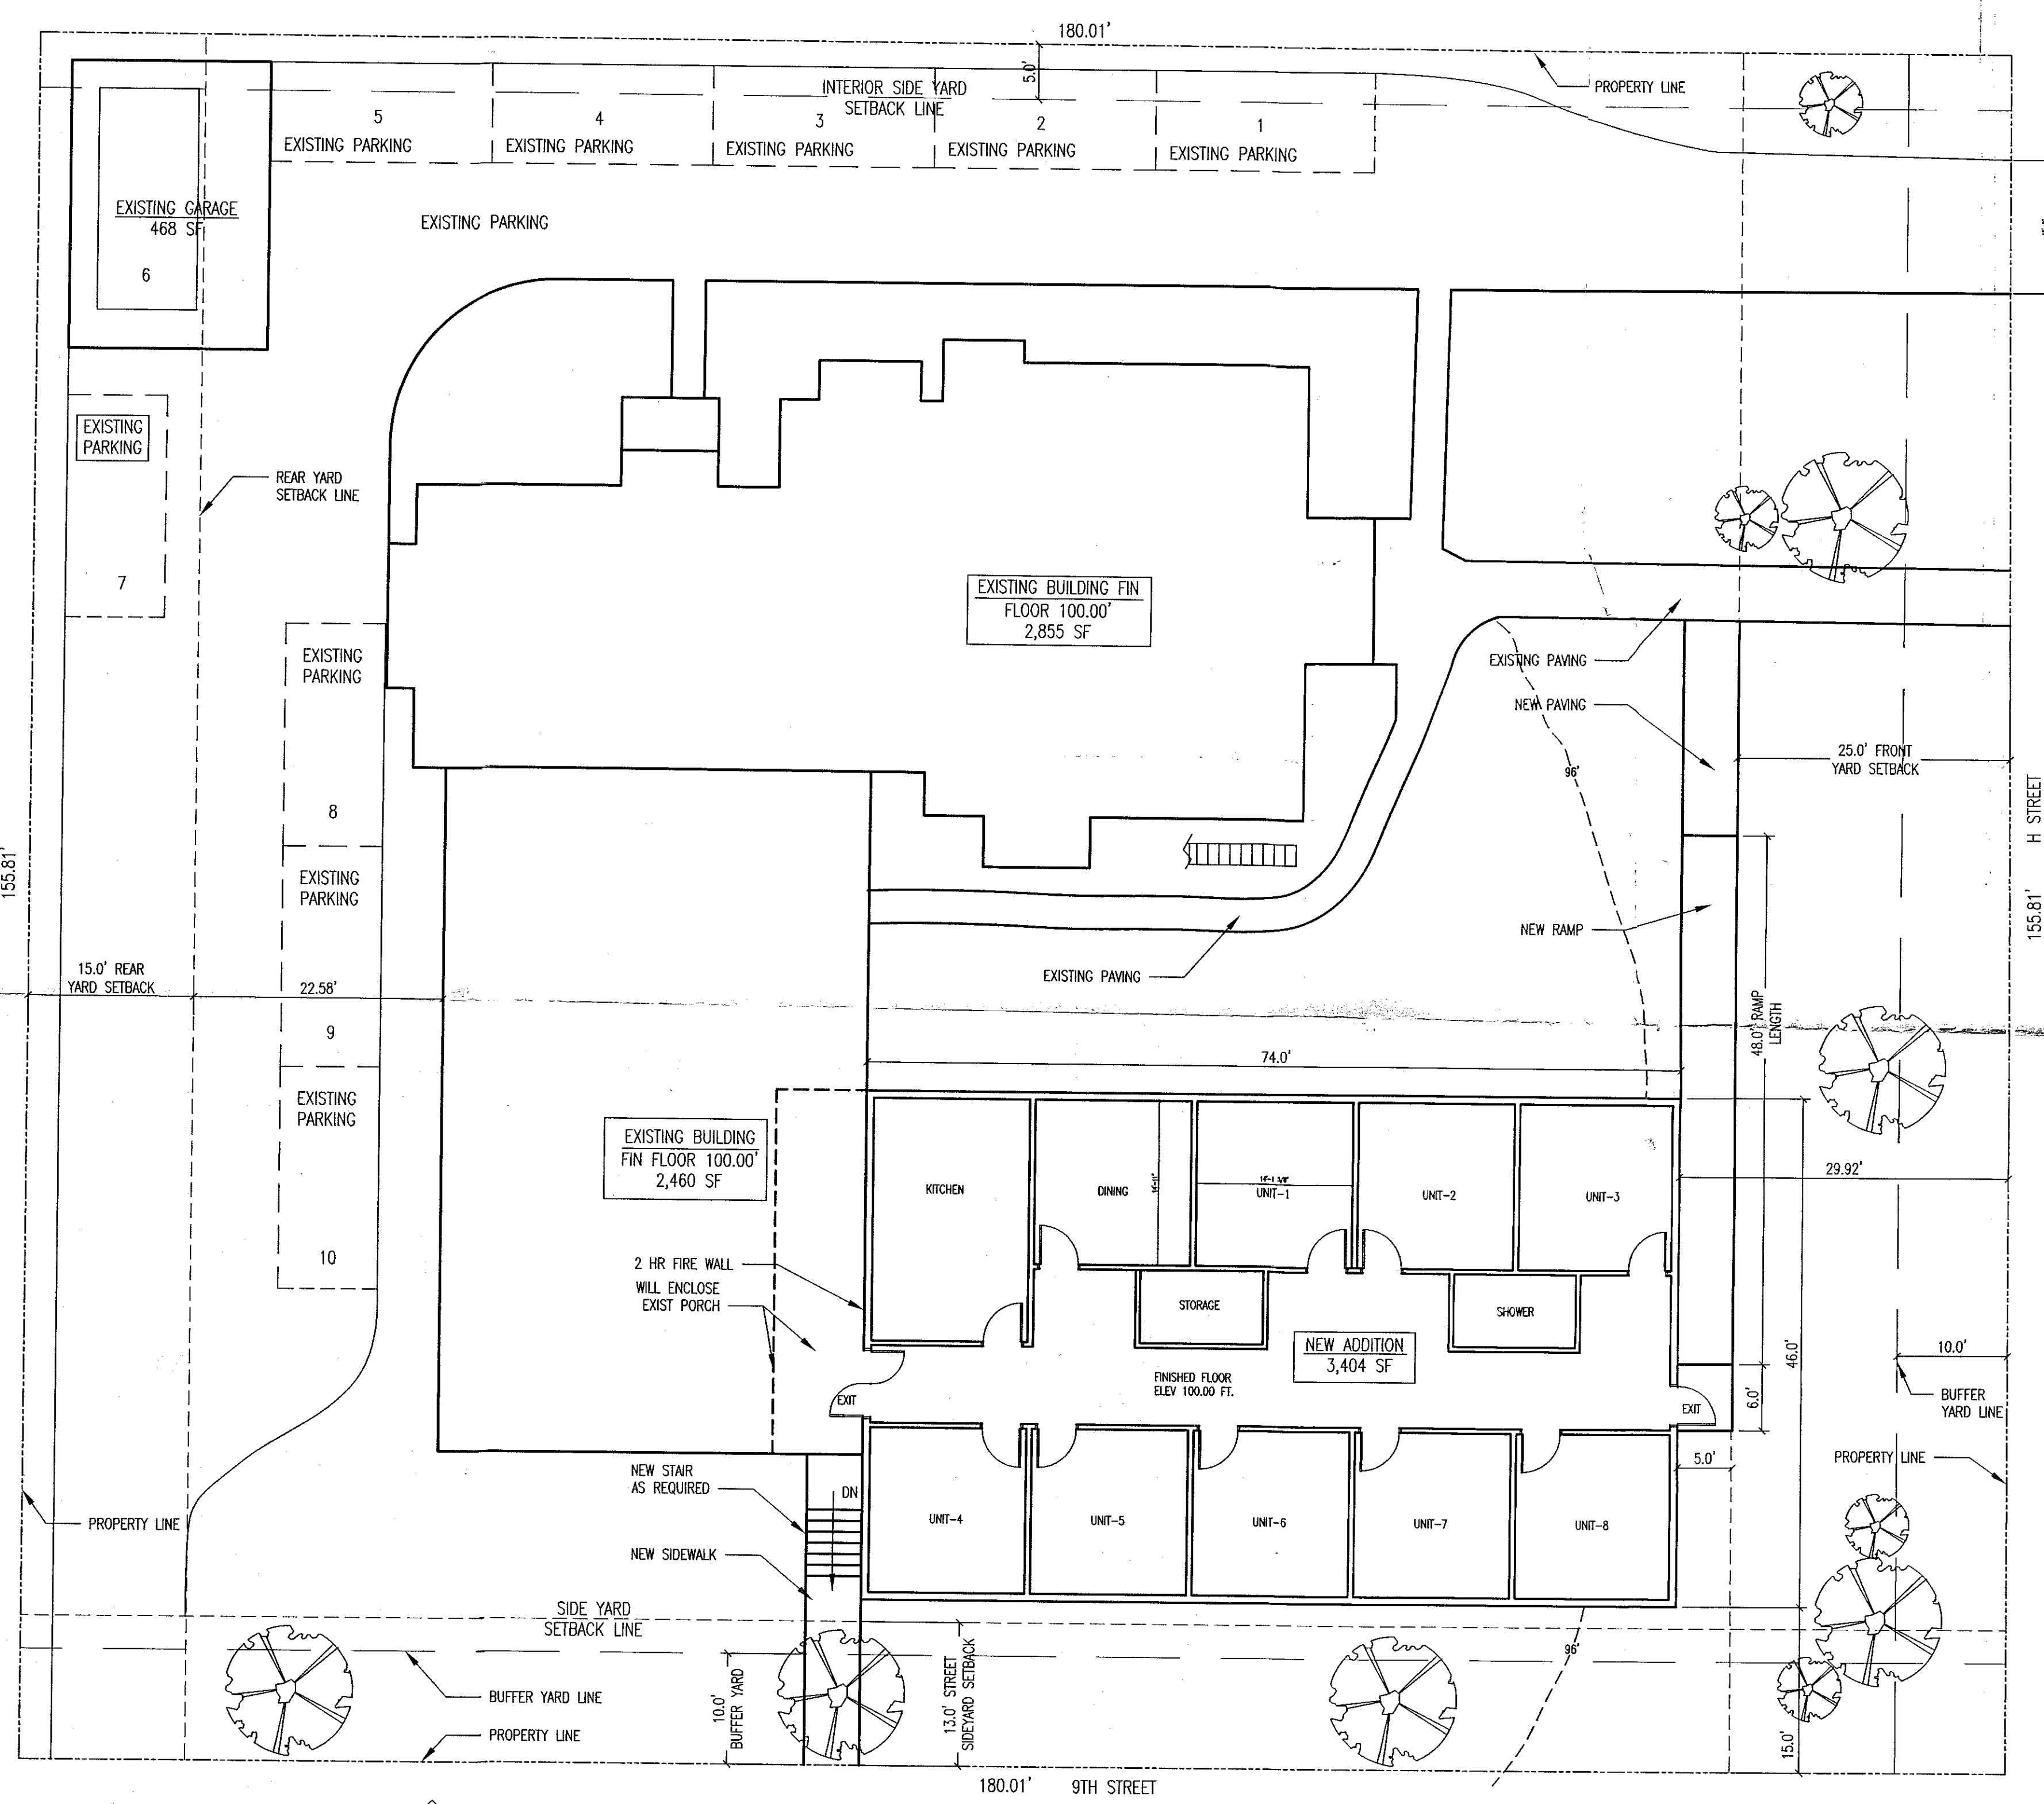 180.01'
5.0'
PROPERTY LINE
INTERIOR SIDE YARD
SETBACK LINE
5
EXISTING PARKING
4
EXISTING PARKING
3
EXISTING PARKING
2
EXISTING PARKING
1
EXISTING PARKING
EXISTING GARAGE
468 SF
6
EXISTING PARKING
EXISTING
PARKING
7
REAR YARD
SETBACK LINE
EXISTING BUILDING FIN
FLOOR 100.00'
2,855 SF
EXISTING
PARKING
8
EXISTING PAVING
NEW PAVING
96'
25.0' FRONT
YARD SETBACK
H STREET
155.81'
155.81'
EXISTING
PARKING
9
NEW RAMP
EXISTING PAVING
15.0' REAR
YARD SETBACK
22.58'
48.0' RAMP
LENGTH
74.0'
EXISTING
PARKING
10
EXISTING BUILDING
FIN FLOOR 100.00'
2,460 SF
KITCHEN
DINING
14'-11"
14'-1 3/8"
UNIT-1
UNIT-2
UNIT-3
29.92'
2 HR FIRE WALL
WILL ENCLOSE
EXIST PORCH
STORAGE
SHOWER
NEW ADDITION
3,404 SF
FINISHED FLOOR
ELEV 100.00 FT.
EXIT
EXIT
46.0'
6.0'
10.0'
BUFFER
YARD LINE
5.0'
PROPERTY LINE
NEW STAIR
AS REQUIRED
DN
NEW SIDEWALK
UNIT-4
UNIT-5
UNIT-6
UNIT-7
UNIT-8
PROPERTY LINE
SIDE YARD
SETBACK LINE
BUFFER YARD LINE
PROPERTY LINE
10.0'
BUFFER YARD
13.0' STREET
SIDEYARD SETBACK
96'
15.0'
180.01'
9TH STREET